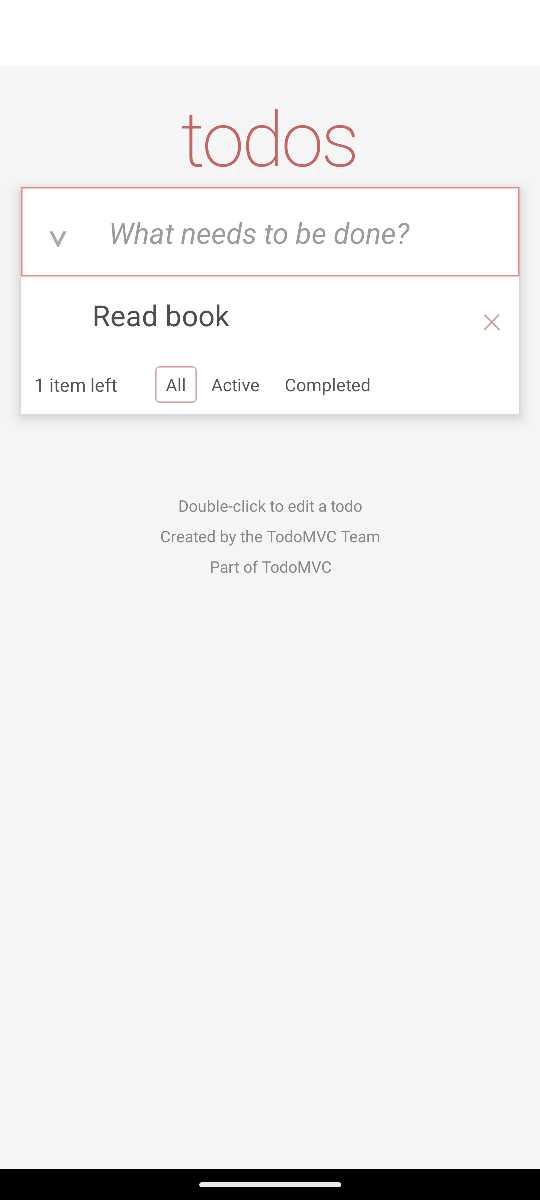 todos
What needs to be done?
Read book
1 item left All Active Completed
Double-click to edit a todo
Created by the TodoMVC Team
Part of TodoMVC